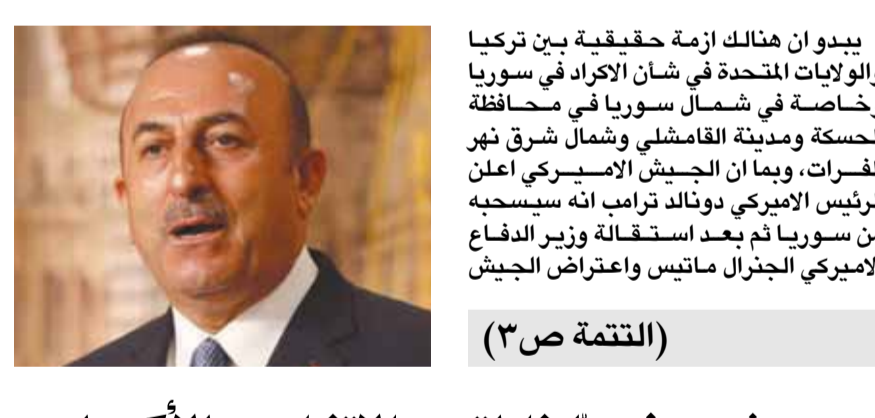 يبدو ان هنالك ازمة حقيقية بين تركيا
والولايات المتحدة في شأن الاكراد في سوريا
وخاصة في شمال سوريا في محافظة
الحسكة ومدينة القامشلي وشمال شرق نهر
الفرات، وبما ان الجيش الاميركي اعلن
الرئيس الاميركي دونالد ترامب انه سيسحبه
من سوريا ثم بعد استقالة وزير الدفاع
الاميركي الجنرال ماتيس واعتراض الجيش
(التتمة ص٣)